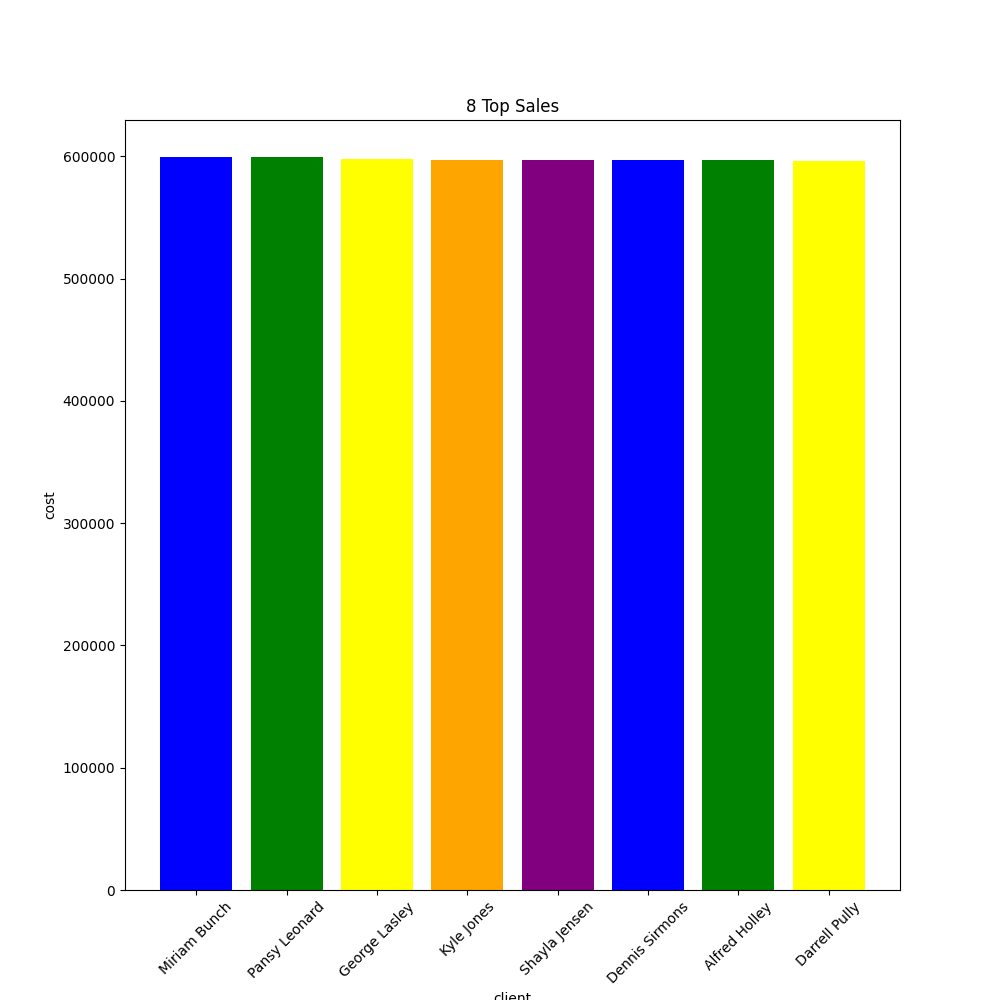 8 Top Sales
600000
500000
400000
300000
200000
100000
0
cost
Miriam Bunch
Pansy Leonard
George Lasley
Kyle Jones
Shayla Jensen
Dennis Sirmons
Alfred Holley
Darrell Pully
client